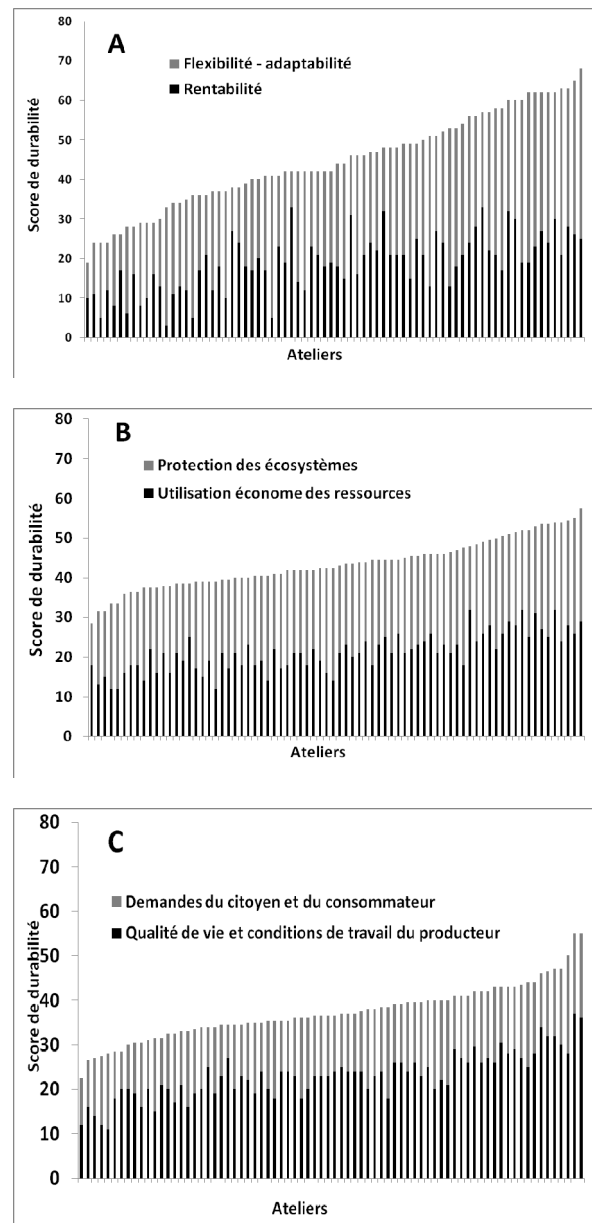 A
Flexibilité - adaptabilité
Rentabilité
Score de durabilité
80
70
60
50
40
30
20
10
0
Ateliers
B
Protection des écosystèmes
Utilisation économe des ressources
Score de durabilité
80
70
60
50
40
30
20
10
0
Ateliers
C
Demandes du citoyen et du consommateur
Qualité de vie et conditions de travail du producteur
Score de durabilité
80
70
60
50
40
30
20
10
0
Ateliers